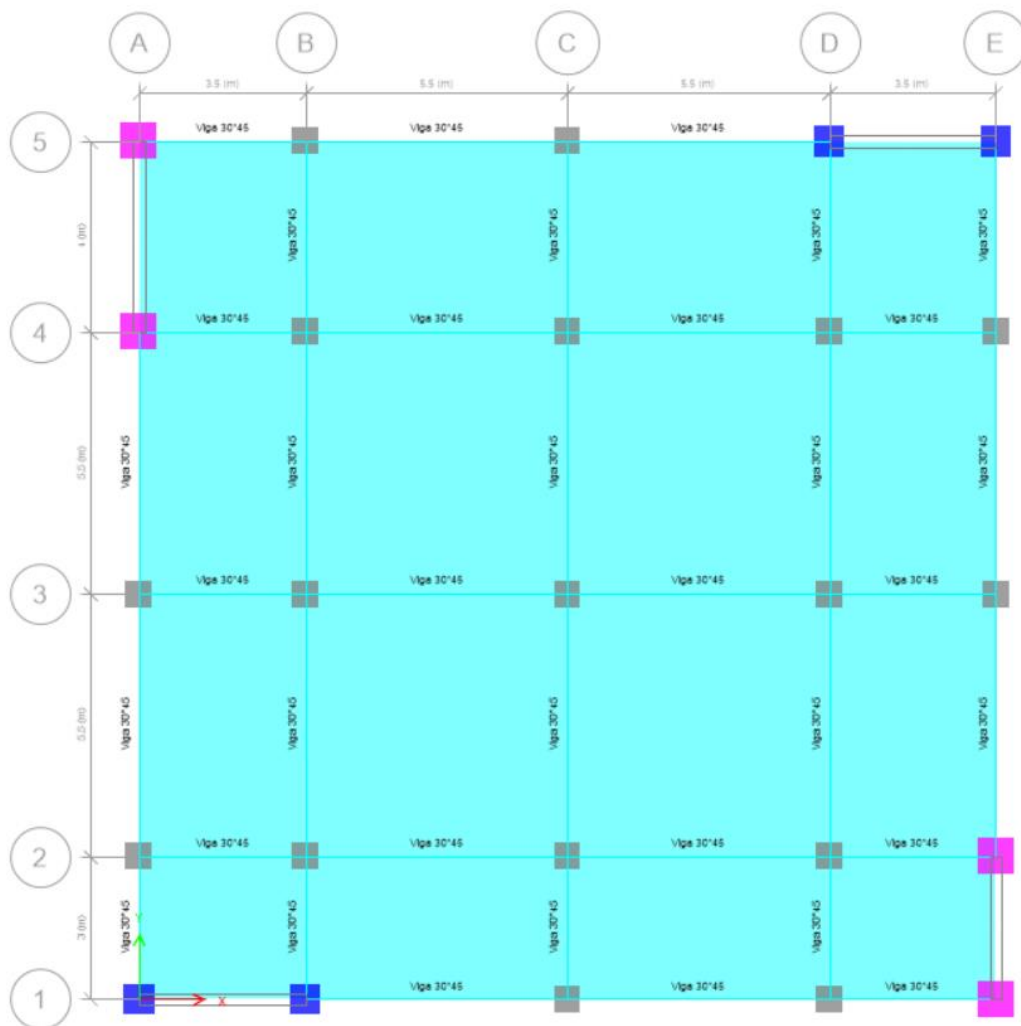 A B C D E
3.5 (m) 5.5 (m) 5.5 (m) 3.5 (m)
5 Viga 30*45 Viga 30*45 Viga 30*45
4 (m) Viga 30*45 Viga 30*45 Viga 30*45 Viga 30*45
4 Viga 30*45 Viga 30*45 Viga 30*45 Viga 30*45
5.5 (m) Viga 30*45 Viga 30*45 Viga 30*45 Viga 30*45 Viga 30*45
3 Viga 30*45 Viga 30*45 Viga 30*45 Viga 30*45
5.5 (m) Viga 30*45 Viga 30*45 Viga 30*45 Viga 30*45 Viga 30*45
2 Viga 30*45 Viga 30*45 Viga 30*45 Viga 30*45
3 (m) Viga 30*45 Y Viga 30*45 Viga 30*45 Viga 30*45
1 X Viga 30*45 Viga 30*45 Viga 30*45